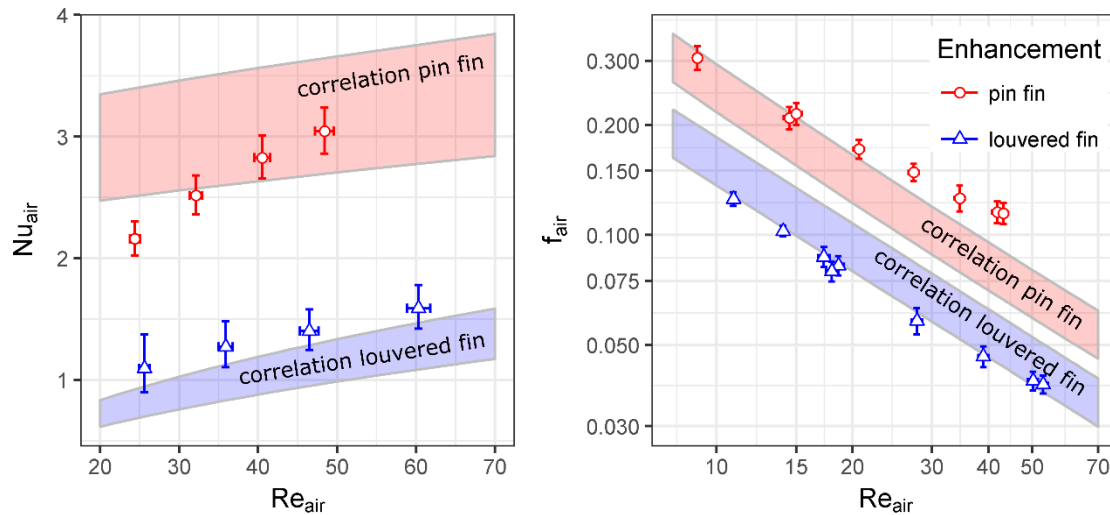 4
3
2
1
Nu_air
correlation pin fin
correlation louvered fin
20 30 40 50 60 70
Re_air
0.300
0.200
0.150
0.100
0.075
0.050
0.030
f_air
Enhancement
pin fin
louvered fin
correlation pin fin
correlation louvered fin
10 15 20 30 40 50 70
Re_air